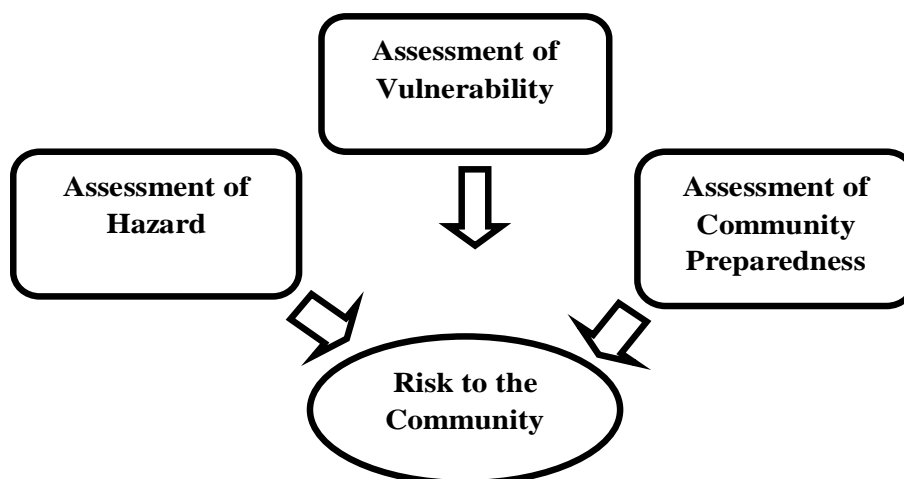 Assessment of
Vulnerability
Assessment of
Hazard
Assessment of
Community
Preparedness
Risk to the
Community